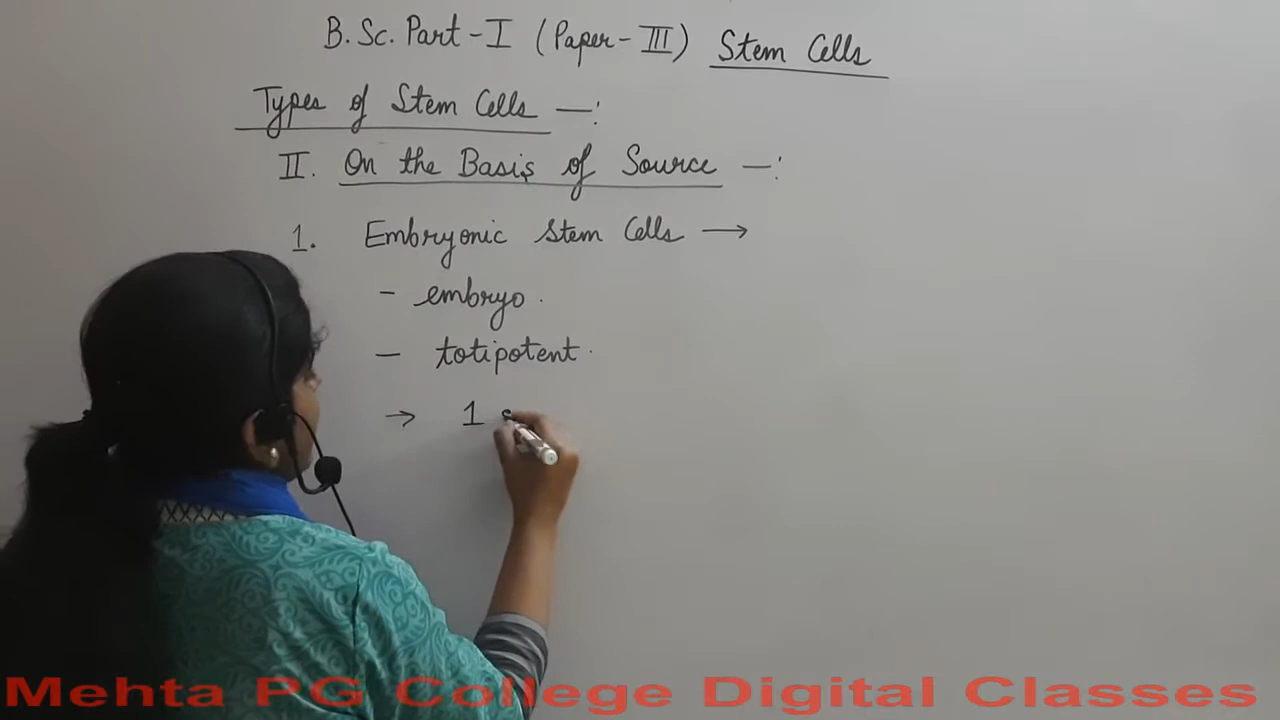 B. Sc. Part - I (Paper - III) Stem Cells
Types of Stem Cells —:
II. On the Basis of Source —:
1. Embryonic Stem Cells →
- embryo.
- totipotent.
→ 1
Mehta PG College Digital Classes